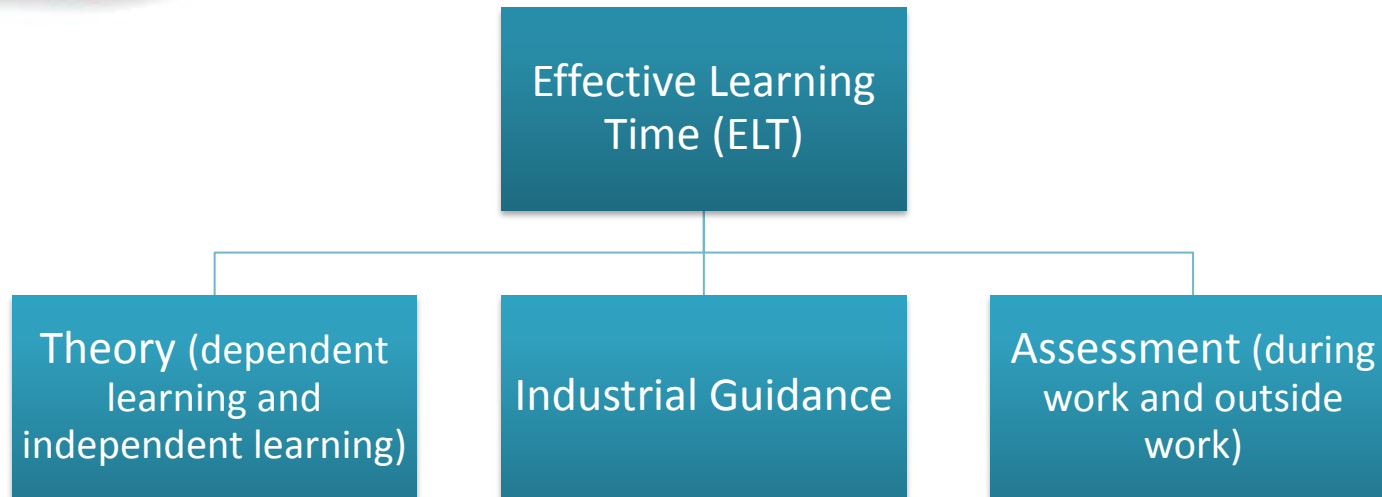 Effective Learning
Time (ELT)
Theory (dependent
learning and
independent learning)
Industrial Guidance
Assessment (during
work and outside
work)